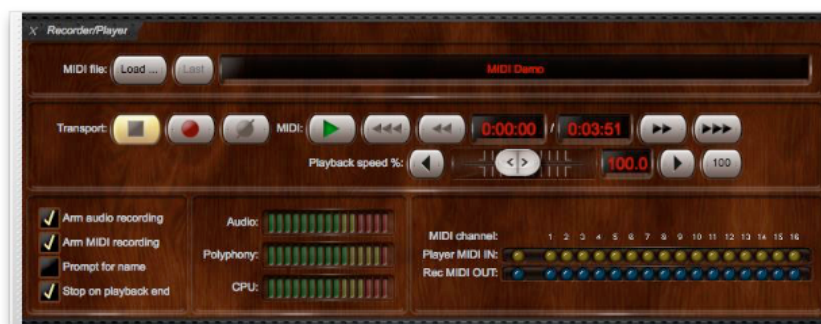 X Recorder/Player
MIDI file: Load ... Last MIDI Demo
Transport: MIDI: 0:00:00 / 0:03:51
Playback speed %: < > 100.0 100
Arm audio recording
Arm MIDI recording
Prompt for name
Stop on playback end
Audio:
Polyphony:
CPU:
MIDI channel: 1 2 3 4 5 6 7 8 9 10 11 12 13 14 15 16
Player MIDI IN:
Rec MIDI OUT: